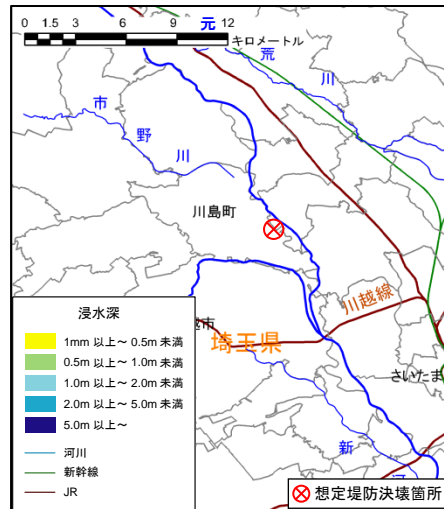 0 1.5 3 6 9 12
キロメートル
元
荒
川
市
野
川
川島町
川越線
越市
埼玉県
さいたま
新
河
浸水深
1mm 以上～ 0.5m 未満
0.5m 以上～ 1.0m 未満
1.0m 以上～ 2.0m 未満
2.0m 以上～ 5.0m 未満
5.0m 以上～
河川
新幹線
JR
想定堤防決壊箇所